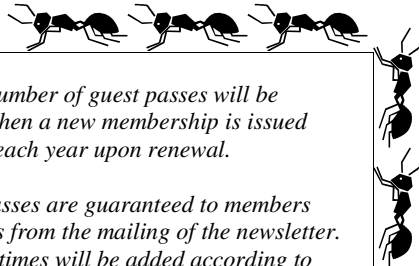 umber of guest passes will be
hen a new membership is issued
each year upon renewal.
asses are guaranteed to members
s from the mailing of the newsletter.
times will be added according to